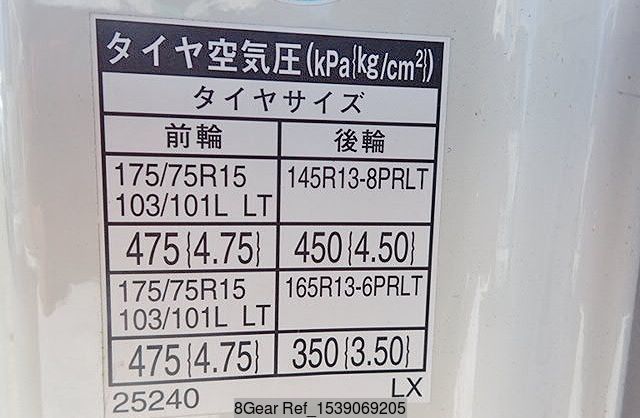 タイヤ空気圧(kPa{kg/cm²})
タイヤサイズ
前輪 後輪
175/75R15 145R13-8PRLT
103/101L LT
475{4.75} 450{4.50}
175/75R15 165R13-6PRLT
103/101L LT
475{4.75} 350{3.50}
25240 LX
8Gear Ref_1539069205